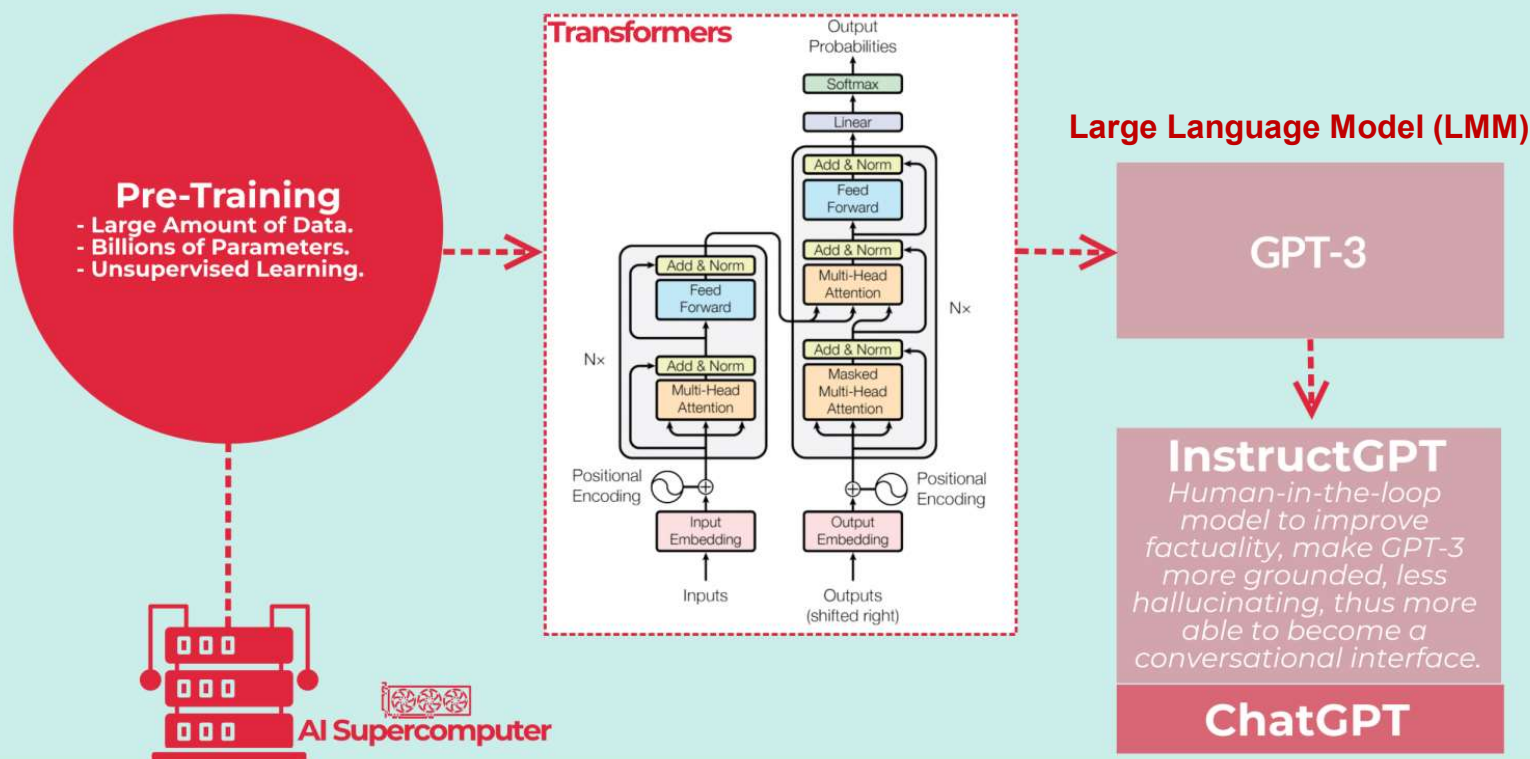 Pre-Training
- Large Amount of Data.
- Billions of Parameters.
- Unsupervised Learning.
AI Supercomputer
Transformers
Output
Probabilities
Softmax
Linear
Add & Norm
Feed
Forward
Add & Norm
Multi-Head
Attention
Nx
Add & Norm
Masked
Multi-Head
Attention
Add & Norm
Feed
Forward
Nx
Add & Norm
Multi-Head
Attention
Positional
Encoding
Positional
Encoding
Input
Embedding
Output
Embedding
Inputs
Outputs
(shifted right)
Large Language Model (LMM)
GPT-3
InstructGPT
Human-in-the-loop
model to improve
factuality, make GPT-3
more grounded, less
hallucinating, thus more
able to become a
conversational interface.
ChatGPT